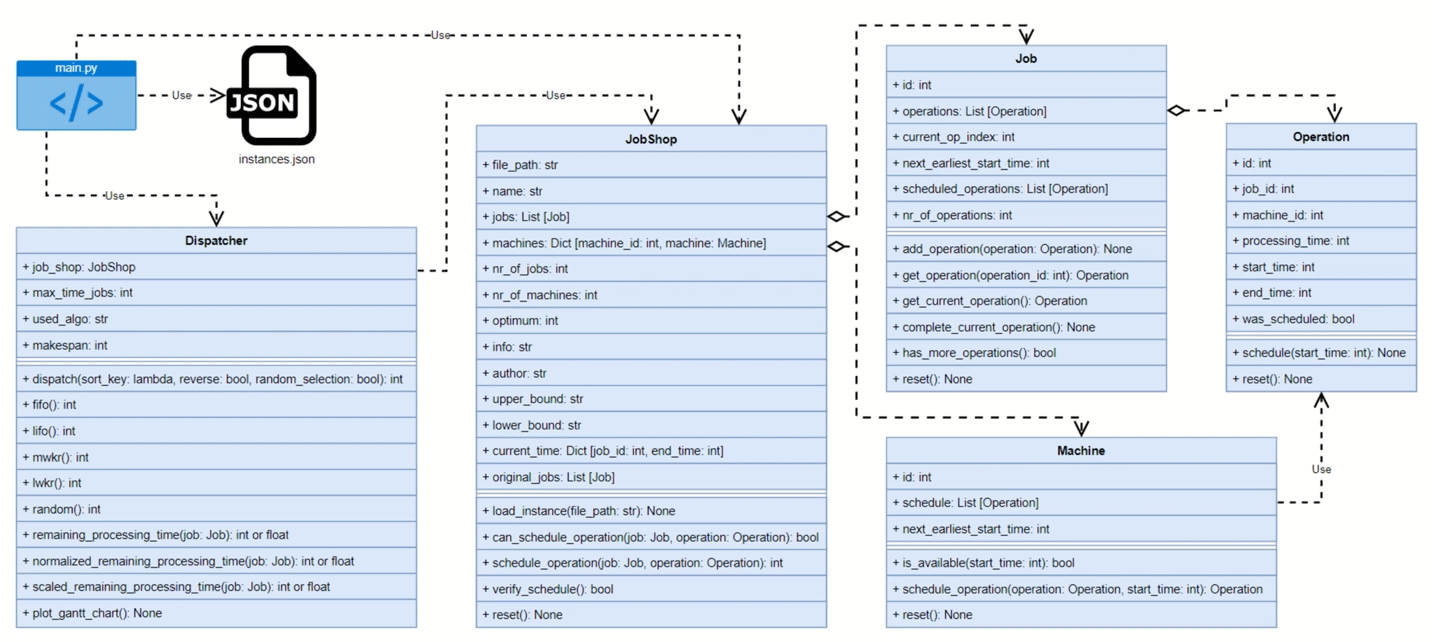 Use
main.py
</>
Use
JSON
instances.json
Use
Dispatcher
+ job_shop: JobShop
+ max_time_jobs: int
+ used_algo: str
+ makespan: int
+ dispatch(sort_key: lambda, reverse: bool, random_selection: bool): int
+ fifo(): int
+ lifo(): int
+ mwkr(): int
+ lwkr(): int
+ random(): int
+ remaining_processing_time(job: Job): int or float
+ normalized_remaining_processing_time(job: Job): int or float
+ scaled_remaining_processing_time(job: Job): int or float
+ plot_gantt_chart(): None
Use
JobShop
+ file_path: str
+ name: str
+ jobs: List [Job]
+ machines: Dict [machine_id: int, machine: Machine]
+ nr_of_jobs: int
+ nr_of_machines: int
+ optimum: int
+ info: str
+ author: str
+ upper_bound: str
+ lower_bound: str
+ current_time: Dict [job_id: int, end_time: int]
+ original_jobs: List [Job]
+ load_instance(file_path: str): None
+ can_schedule_operation(job: Job, operation: Operation): bool
+ schedule_operation(job: Job, operation: Operation): int
+ verify_schedule(): bool
+ reset(): None
Job
+ id: int
+ operations: List [Operation]
+ current_op_index: int
+ next_earliest_start_time: int
+ scheduled_operations: List [Operation]
+ nr_of_operations: int
+ add_operation(operation: Operation): None
+ get_operation(operation_id: int): Operation
+ get_current_operation(): Operation
+ complete_current_operation(): None
+ has_more_operations(): bool
+ reset(): None
Operation
+ id: int
+ job_id: int
+ machine_id: int
+ processing_time: int
+ start_time: int
+ end_time: int
+ was_scheduled: bool
+ schedule(start_time: int): None
+ reset(): None
Machine
+ id: int
+ schedule: List [Operation]
+ next_earliest_start_time: int
+ is_available(start_time: int): bool
+ schedule_operation(operation: Operation, start_time: int): Operation
+ reset(): None
Use